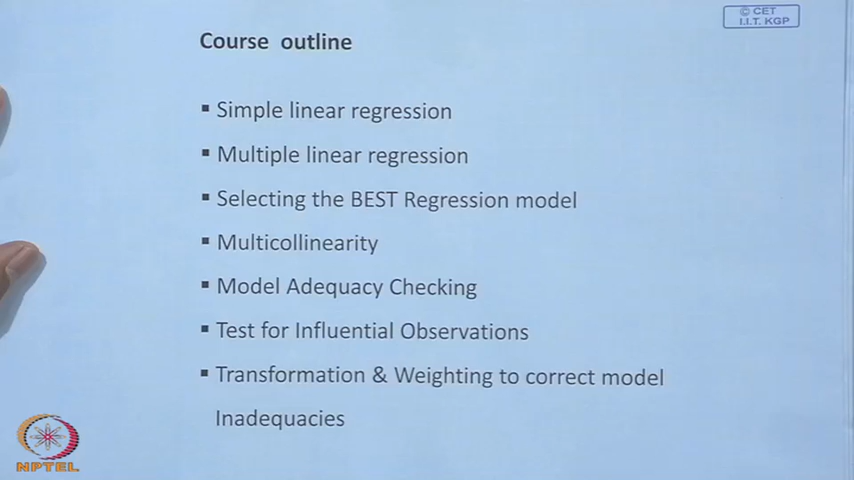 © CET
I.I.T. KGP
Course outline
▪ Simple linear regression
▪ Multiple linear regression
▪ Selecting the BEST Regression model
▪ Multicollinearity
▪ Model Adequacy Checking
▪ Test for Influential Observations
▪ Transformation & Weighting to correct model
Inadequacies
NPTEL